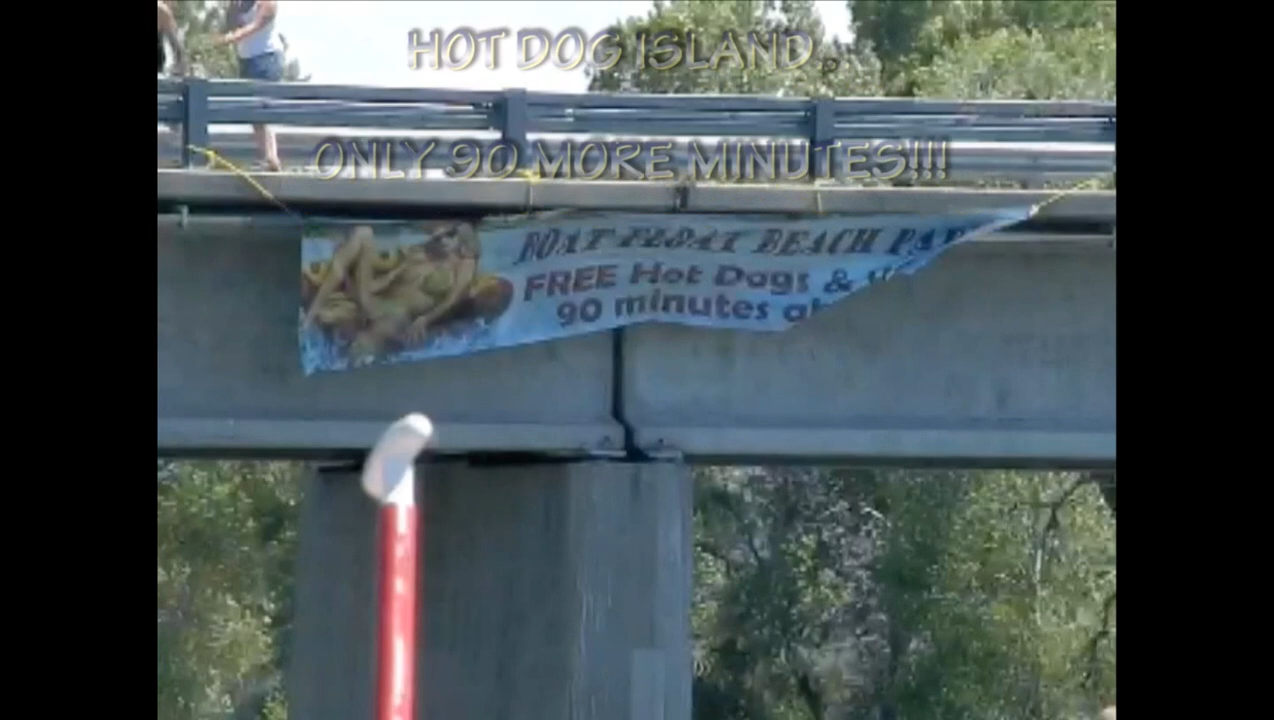 HOT DOG ISLAND..
ONLY 90 MORE MINUTES!!!
BOAT-FLOAT BEACH
FREE Hot Dogs &
90 minutes